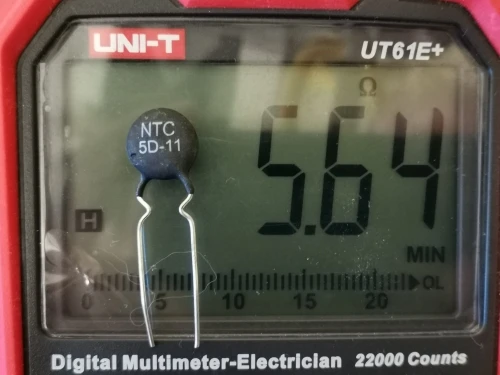 UNI-T
UT61E+
Ω
NTC
5D-11
5.64
H
MIN
0 5 10 15 20 OL
Digital Multimeter-Electrician 22000 Counts